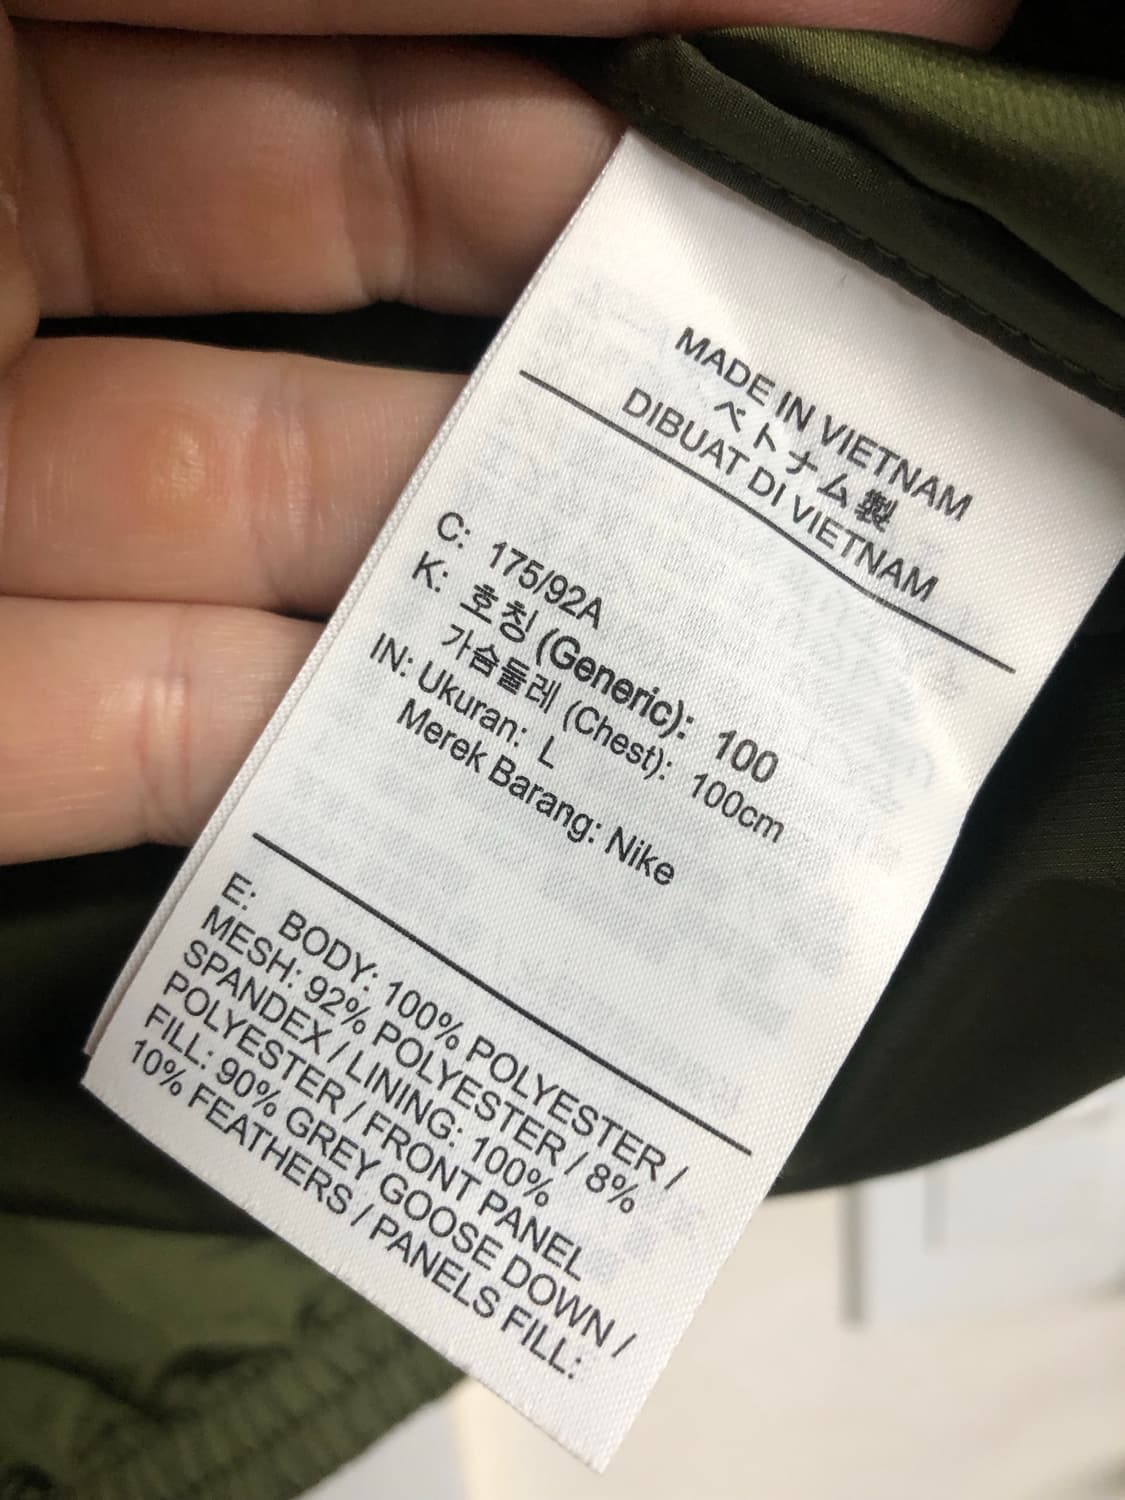 MADE IN VIETNAM
ベトナム製
DIBUAT DI VIETNAM
C: 175/92A
K: 호칭 (Generic): 100
가슴둘레 (Chest): 100cm
IN: Ukuran: L
Merek Barang: Nike
E: BODY: 100% POLYESTER /
MESH: 92% POLYESTER / 8%
SPANDEX / LINING: 100%
POLYESTER / FRONT PANEL
FILL: 90% GREY GOOSE DOWN /
10% FEATHERS / PANELS FILL: